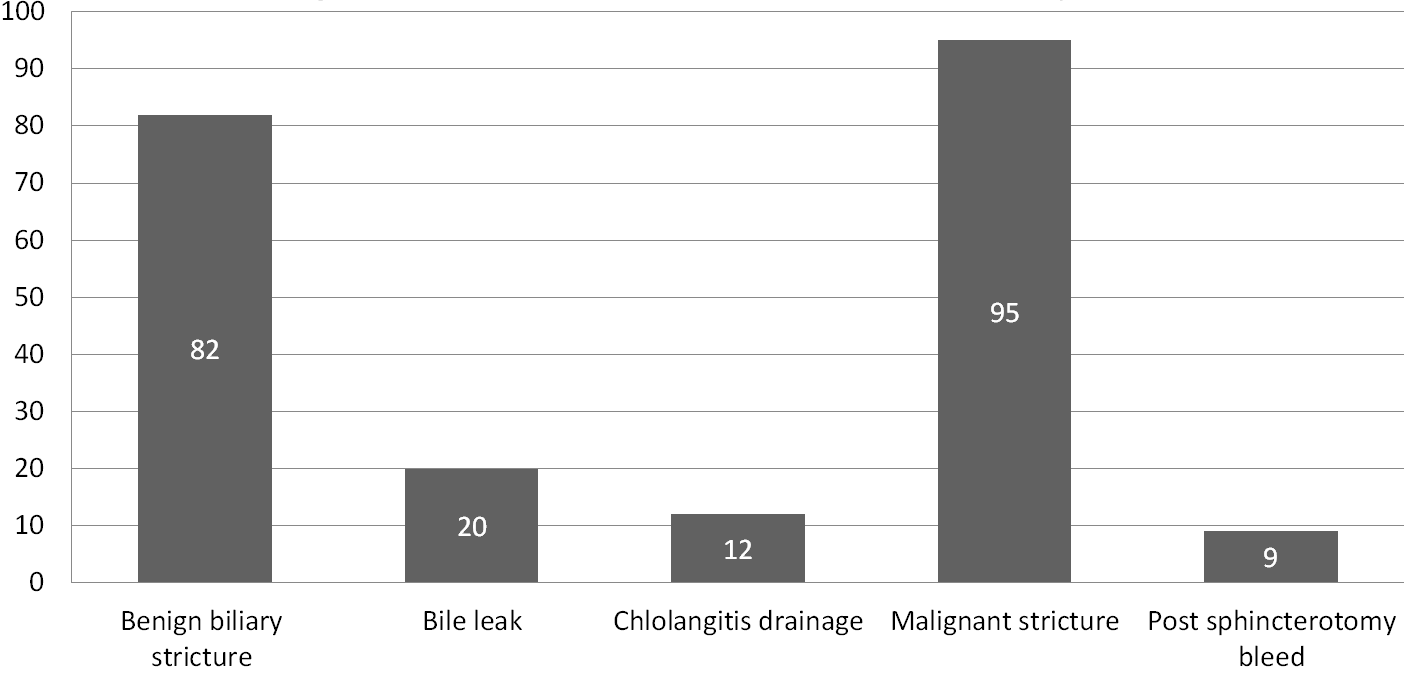 100
90
80
70
60
50
40
30
20
10
0
82
20
12
95
9
Benign biliary
stricture
Bile leak
Chlolangitis drainage
Malignant stricture
Post sphincterotomy
bleed